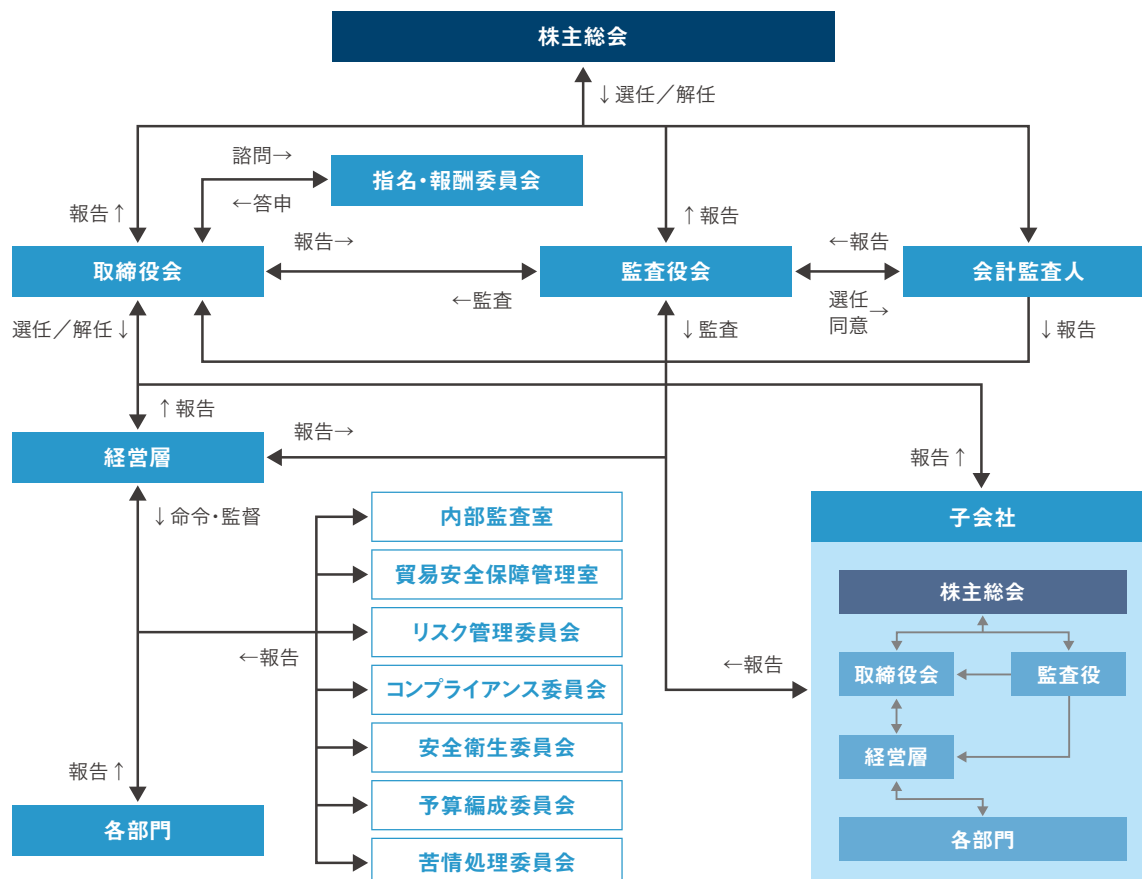 株主総会
↓選任／解任
諮問→
指名・報酬委員会
←答申
報告↑
↑報告
報告→
←報告
取締役会
監査役会
会計監査人
←監査
選任
同意→
選任／解任↓
↓監査
↓報告
↑報告
報告→
経営層
報告↑
↓命令・監督
内部監査室
子会社
貿易安全保障管理室
株主総会
リスク管理委員会
←報告
←報告
取締役会
監査役
コンプライアンス委員会
安全衛生委員会
経営層
報告↑
予算編成委員会
各部門
各部門
苦情処理委員会